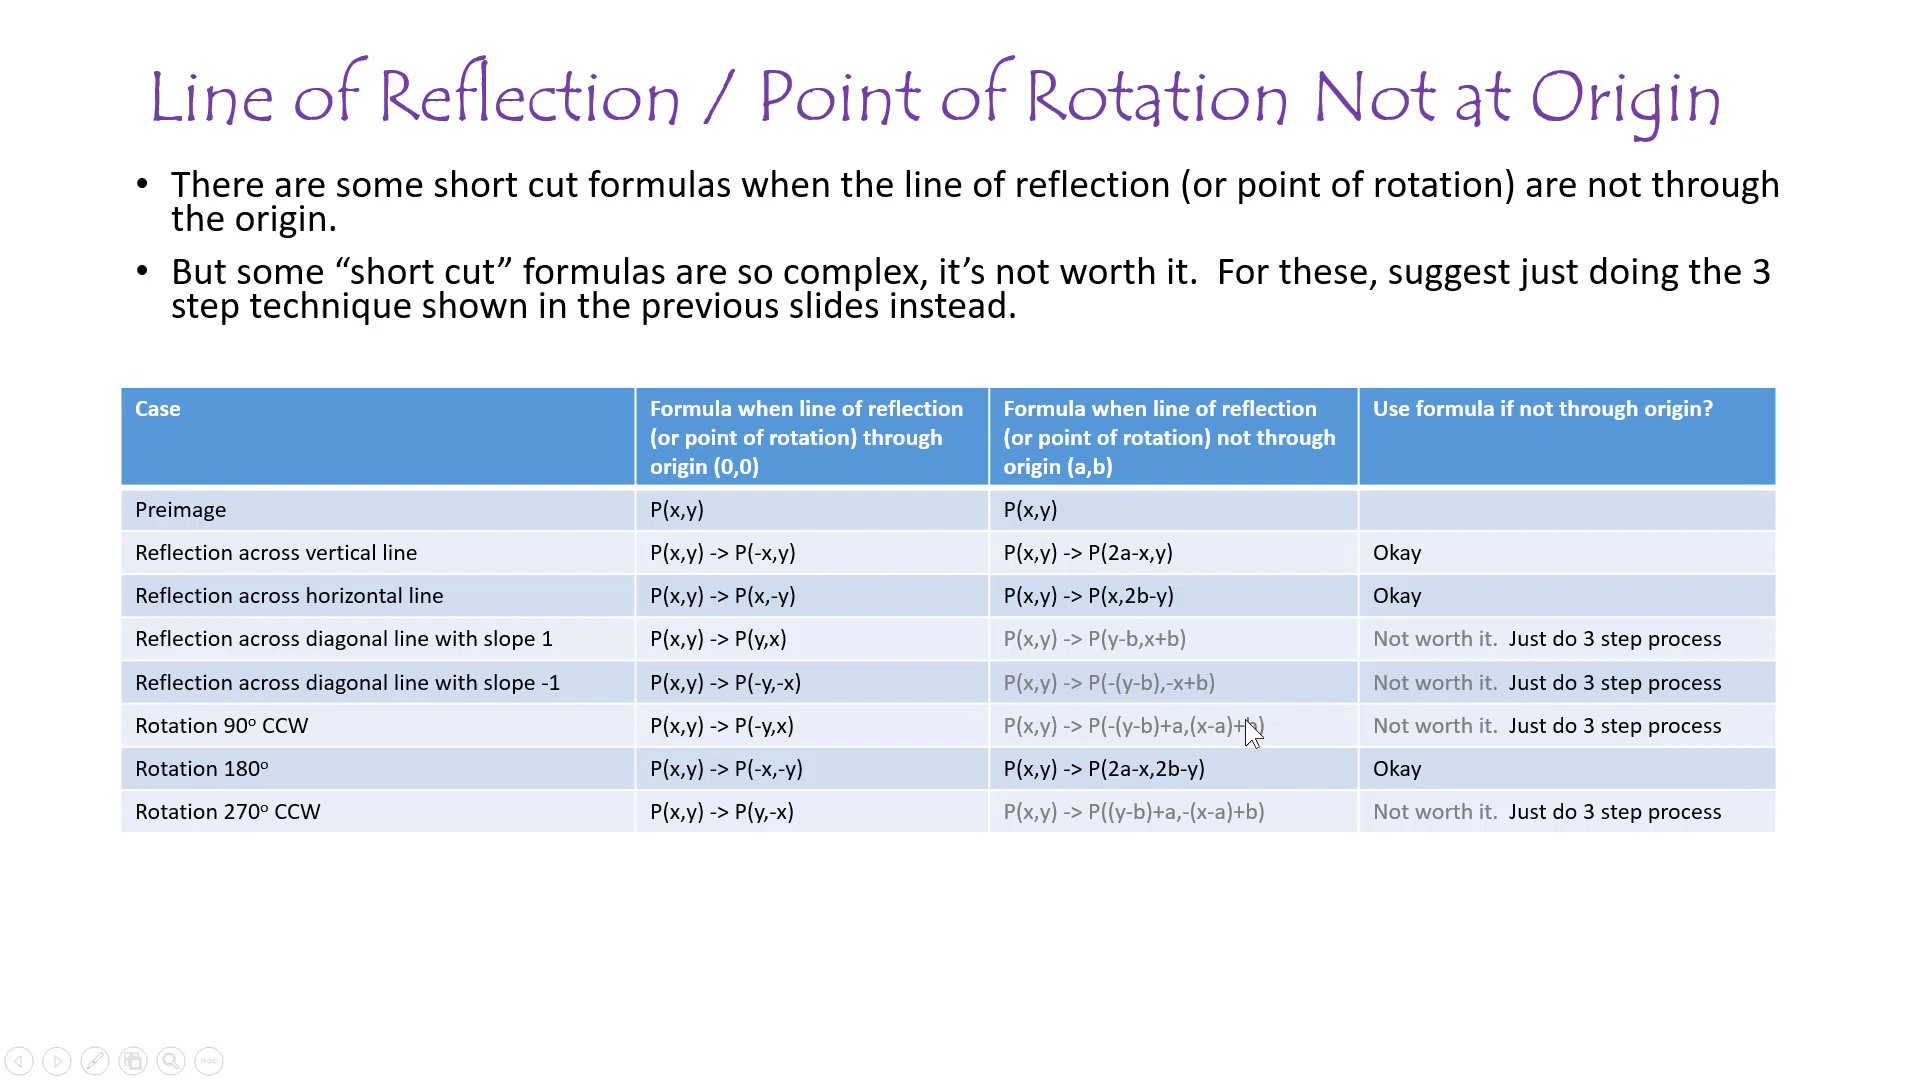 Line of Reflection / Point of Rotation Not at Origin
• There are some short cut formulas when the line of reflection (or point of rotation) are not through
the origin.
• But some “short cut” formulas are so complex, it’s not worth it.  For these, suggest just doing the 3
step technique shown in the previous slides instead.
Case
Formula when line of reflection
(or point of rotation) through
origin (0,0)
Formula when line of reflection
(or point of rotation) not through
origin (a,b)
Use formula if not through origin?
Preimage P(x,y) P(x,y)
Reflection across vertical line P(x,y) -> P(-x,y) P(x,y) -> P(2a-x,y) Okay
Reflection across horizontal line P(x,y) -> P(x,-y) P(x,y) -> P(x,2b-y) Okay
Reflection across diagonal line with slope 1 P(x,y) -> P(y,x) P(x,y) -> P(y-b,x+b) Not worth it.  Just do 3 step process
Reflection across diagonal line with slope -1 P(x,y) -> P(-y,-x) P(x,y) -> P(-(y-b),-x+b) Not worth it.  Just do 3 step process
Rotation 90º CCW P(x,y) -> P(-y,x) P(x,y) -> P(-(y-b)+a,(x-a)+b) Not worth it.  Just do 3 step process
Rotation 180º P(x,y) -> P(-x,-y) P(x,y) -> P(2a-x,2b-y) Okay
Rotation 270º CCW P(x,y) -> P(y,-x) P(x,y) -> P((y-b)+a,-(x-a)+b) Not worth it.  Just do 3 step process